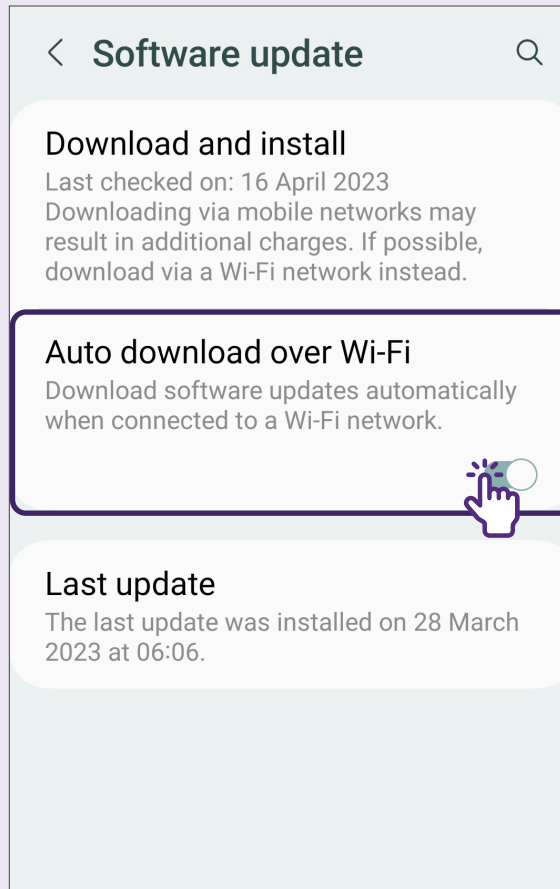 Software update
Download and install
Last checked on: 16 April 2023
Downloading via mobile networks may
result in additional charges. If possible,
download via a Wi-Fi network instead.
Auto download over Wi-Fi
Download software updates automatically
when connected to a Wi-Fi network.
Last update
The last update was installed on 28 March
2023 at 06:06.